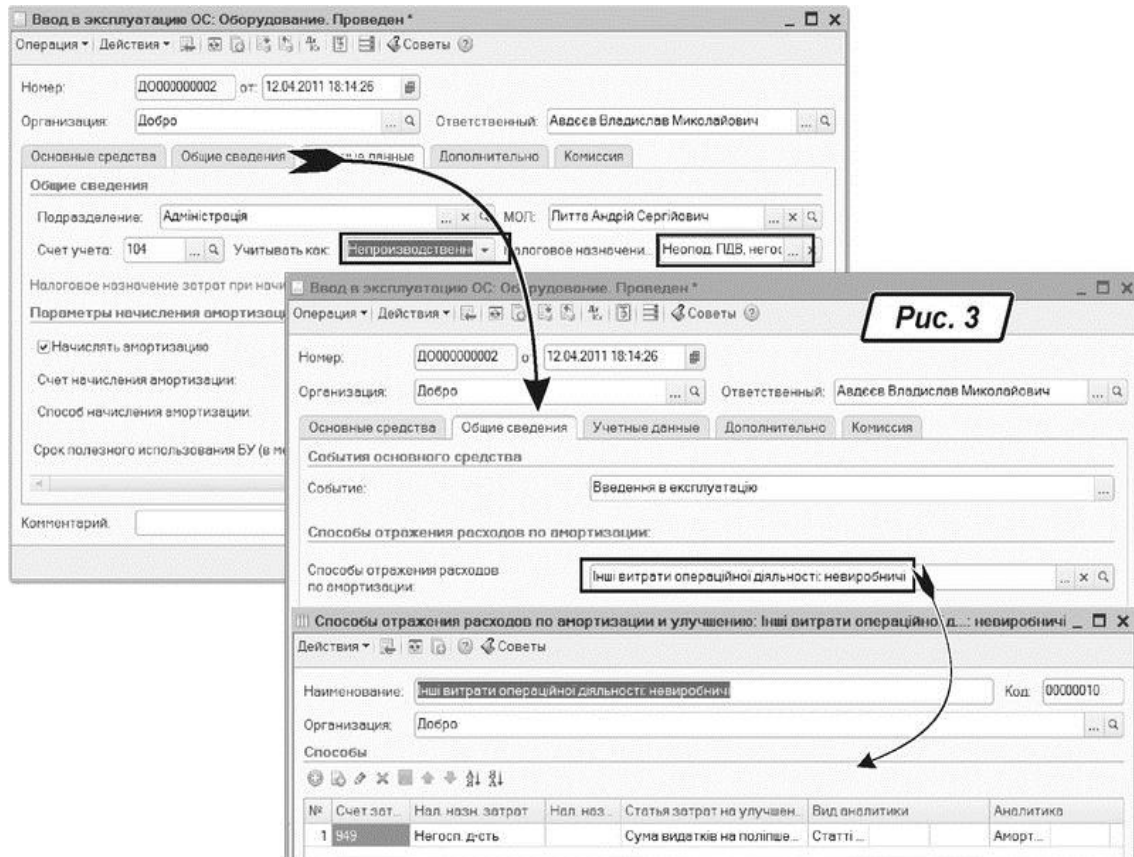 Ввод в эксплуатацию ОС: Оборудование. Проведен *
Операция Действия Советы
Номер: ДО000000002 от: 12.04.2011 18:14:26
Организация: Добро Ответственный: Авдєєв Владислав Миколайович
Основные средства Общие сведения данные Дополнительно Комиссия
Общие сведения
Подразделение: Адміністрація МОЛ: Питта Андрій Сергійович
Счет учета: 104 Учитывать как: Непроизводственн Налоговое назначени... Неопод. ПДВ, негос
Налоговое назначение затрат при начи
Параметры начисления амортизаци
Начислять амортизацию
Счет начисления амортизации:
Способ начисления амортизации:
Срок полезного использования БУ (в ме
Комментарий:
Ввод в эксплуатацию ОС: Оборудование. Проведен *
Операция Действия Советы
Рис. 3
Номер: ДО000000002 от 12.04.2011 18:14:26
Организация: Добро Ответственный: Авдєєв Владислав Миколайович
Основные средства Общие сведения Учетные данные Дополнительно Комиссия
События основного средства
Событие: Введення в експлуатацію
Способы отражения расходов по амортизации:
Способы отражения расходов Інші витрати операційної діяльності: невиробничі
по амортизации:
Способы отражения расходов по амортизации и улучшению: Інші витрати операційної д...: невиробничі
Действия Советы
Наименование: Інші витрати операційної діяльності: невиробничі Код: 00000010
Организация: Добро
Способы
№ Счет зат... Нал. назн. затрат Нал. наз... Статья затрат на улучшен... Вид аналитики Аналитика
1 949 Негосп. д-сть Сума видатків на поліпше... Статті ... Аморт...